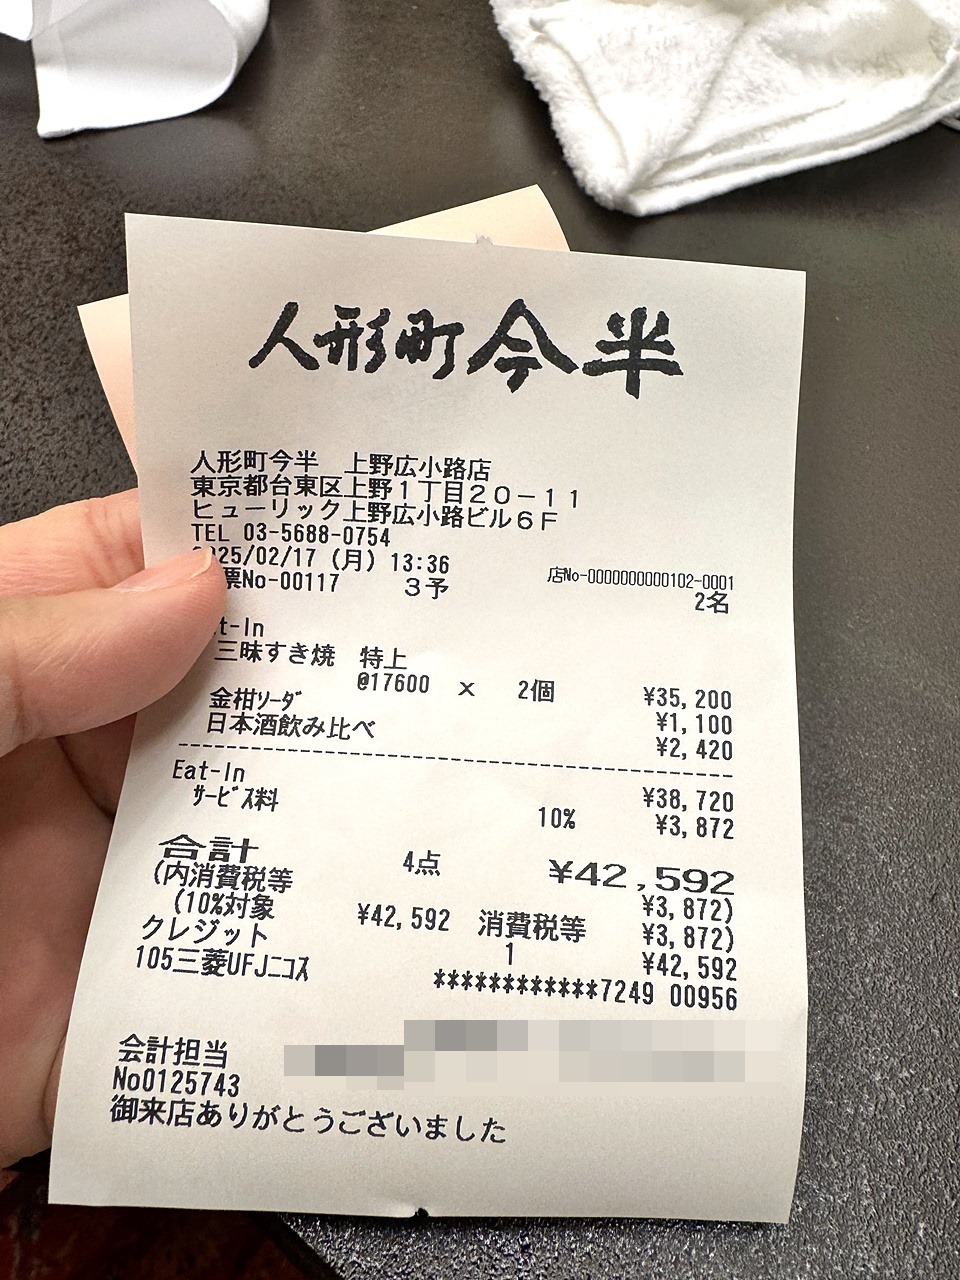 人形町今半
人形町今半 上野広小路店
東京都台東区上野1丁目20-11
ヒューリック上野広小路ビル6F
TEL 03-5688-0754
025/02/17 (月) 13:36
店No-0000000000102-0001
票No-00117 3予 2名
t-In
三昧すき焼 特上
@17600 x 2個 ¥35,200
金柑ソーダ ¥1,100
日本酒飲み比べ ¥2,420
Eat-In ¥38,720
サービス料 10% ¥3,872
合計 4点 ¥42,592
(内消費税等 ¥3,872)
(10%対象 ¥42,592 消費税等 ¥3,872)
クレジット 1 ¥42,592
105三菱UFJニコス ************7249 00956
会計担当
No0125743
御来店ありがとうございました